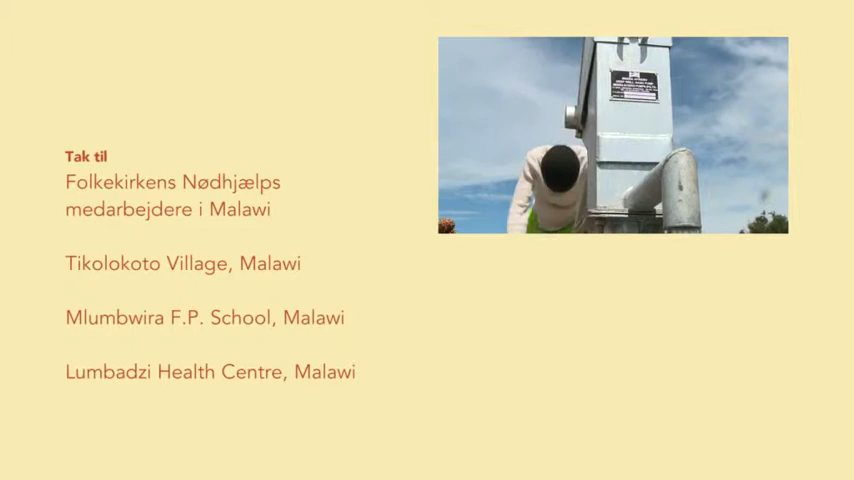 Tak til
Folkekirkens Nødhjælps
medarbejdere i Malawi
Tikolokoto Village, Malawi
Mlumbwira F.P. School, Malawi
Lumbadzi Health Centre, Malawi